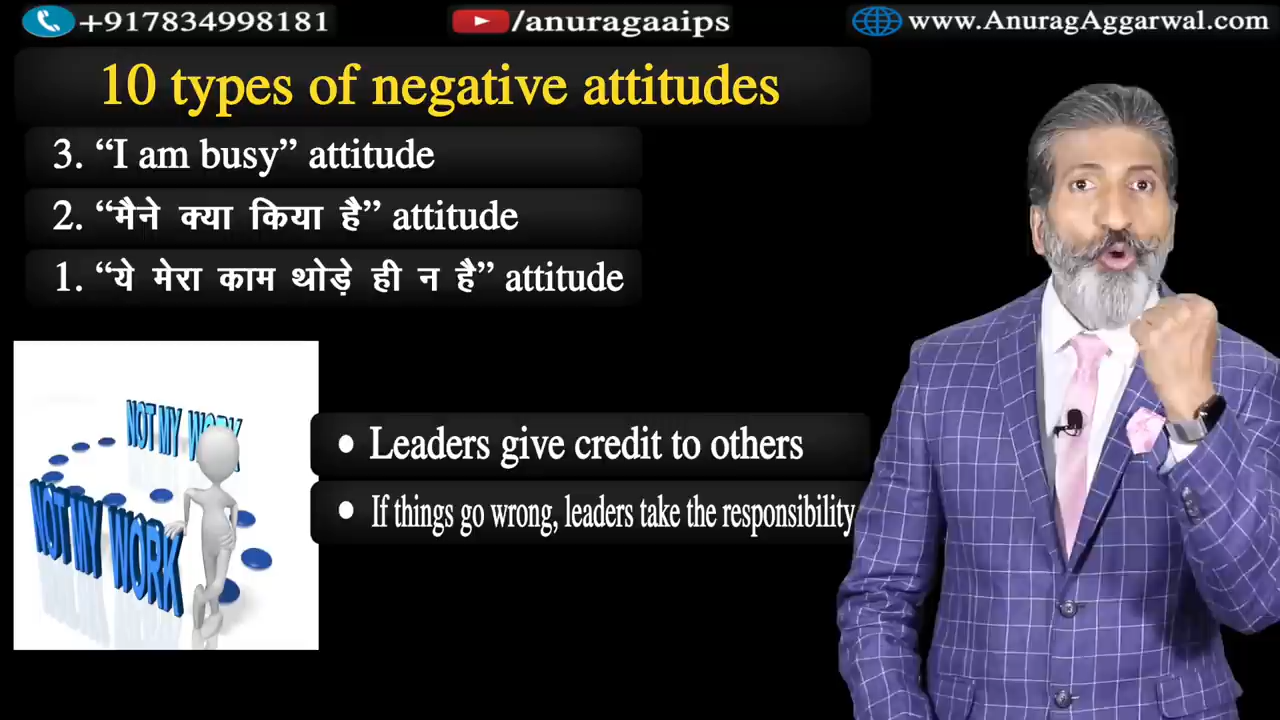 +917834998181
/anuragaaips
www.AnuragAggarwal.com
10 types of negative attitudes
3. “I am busy” attitude
2. “मैने क्या किया है” attitude
1. “ये मेरा काम थोड़े ही न है” attitude
NOT MY WORK
NOT MY WORK
• Leaders give credit to others
• If things go wrong, leaders take the responsibility